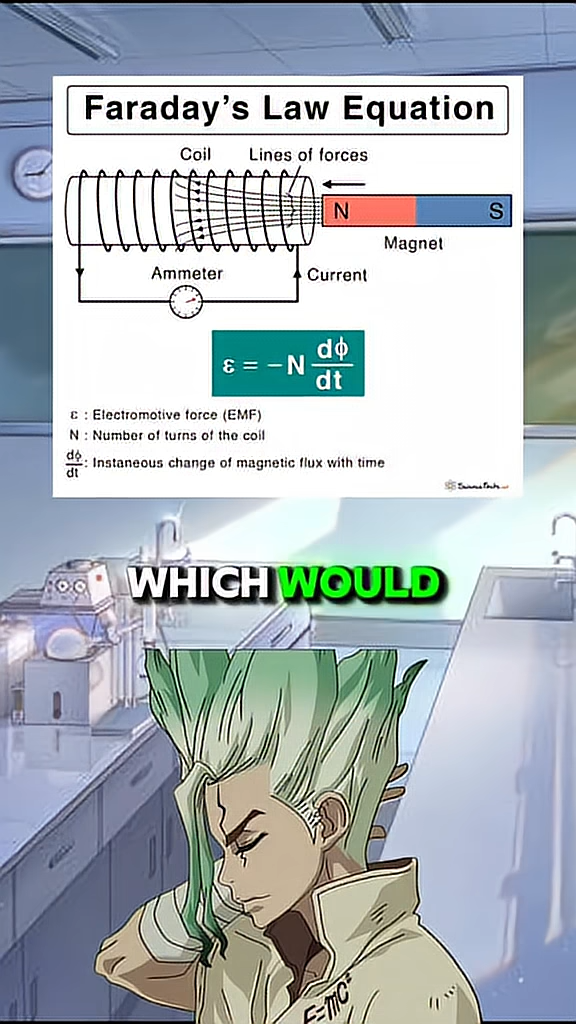 Faraday's Law Equation
Coil Lines of forces
N S
Magnet
Ammeter Current
ε = −N dϕ/dt
ε : Electromotive force (EMF)
N : Number of turns of the coil
dϕ/dt: Instaneous change of magnetic flux with time
WHICH WOULD
E=mc²